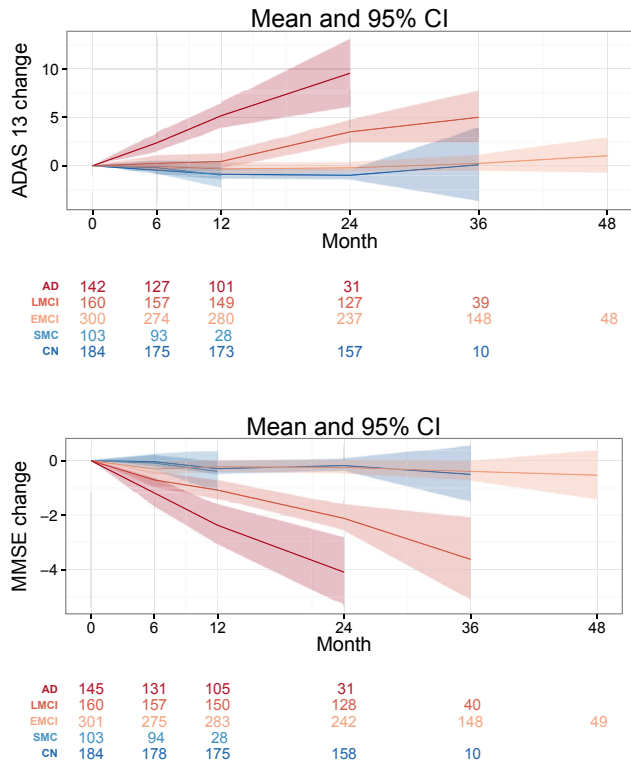 Mean and 95% CI
ADAS 13 change
10
5
0
0 6 12 24 36 48
Month
AD 142 127 101 31
LMCI 160 157 149 127 39
EMCI 300 274 280 237 148 48
SMC 103 93 28
CN 184 175 173 157 10
Mean and 95% CI
MMSE change
0
−2
−4
0 6 12 24 36 48
Month
AD 145 131 105 31
LMCI 160 157 150 128 40
EMCI 301 275 283 242 148 49
SMC 103 94 28
CN 184 178 175 158 10